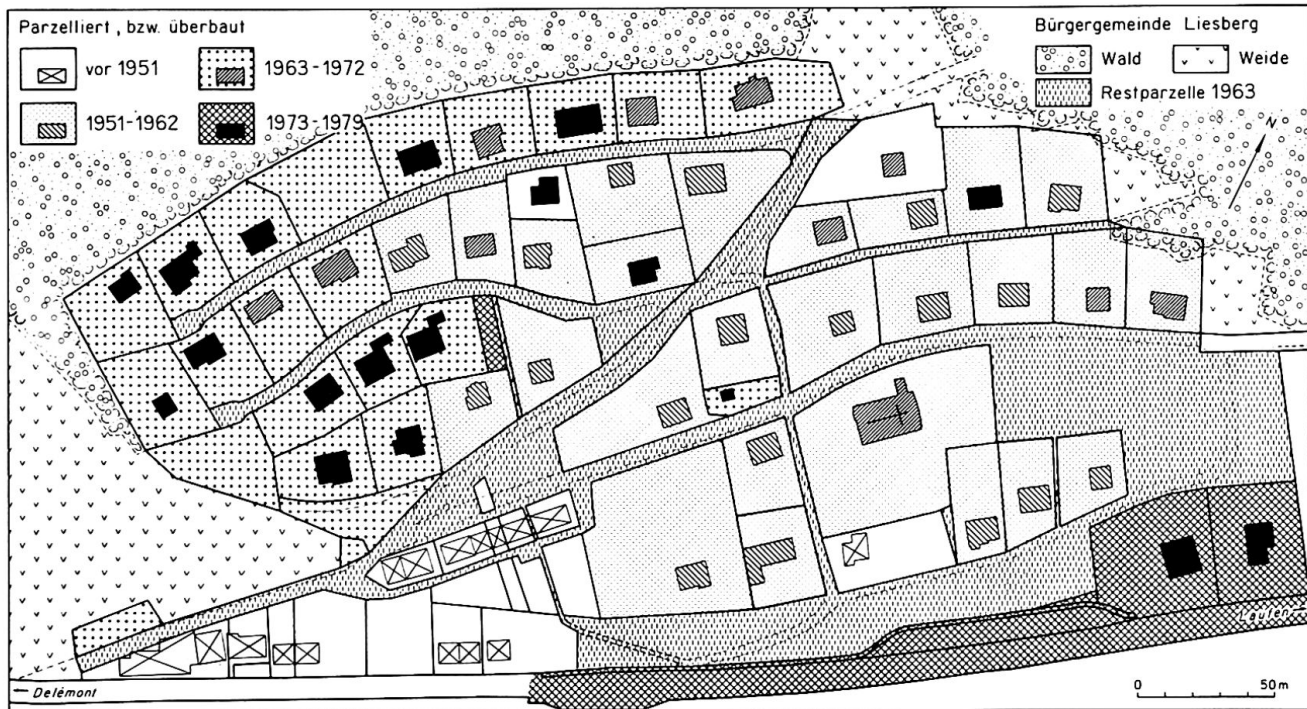 Parzelliert, bzw. überbaut
vor 1951
1963-1972
1951-1962
1973-1979
Bürgergemeinde Liesberg
Wald
Weide
Restparzelle 1963
N
Laufen →
← Delémont
0 50m